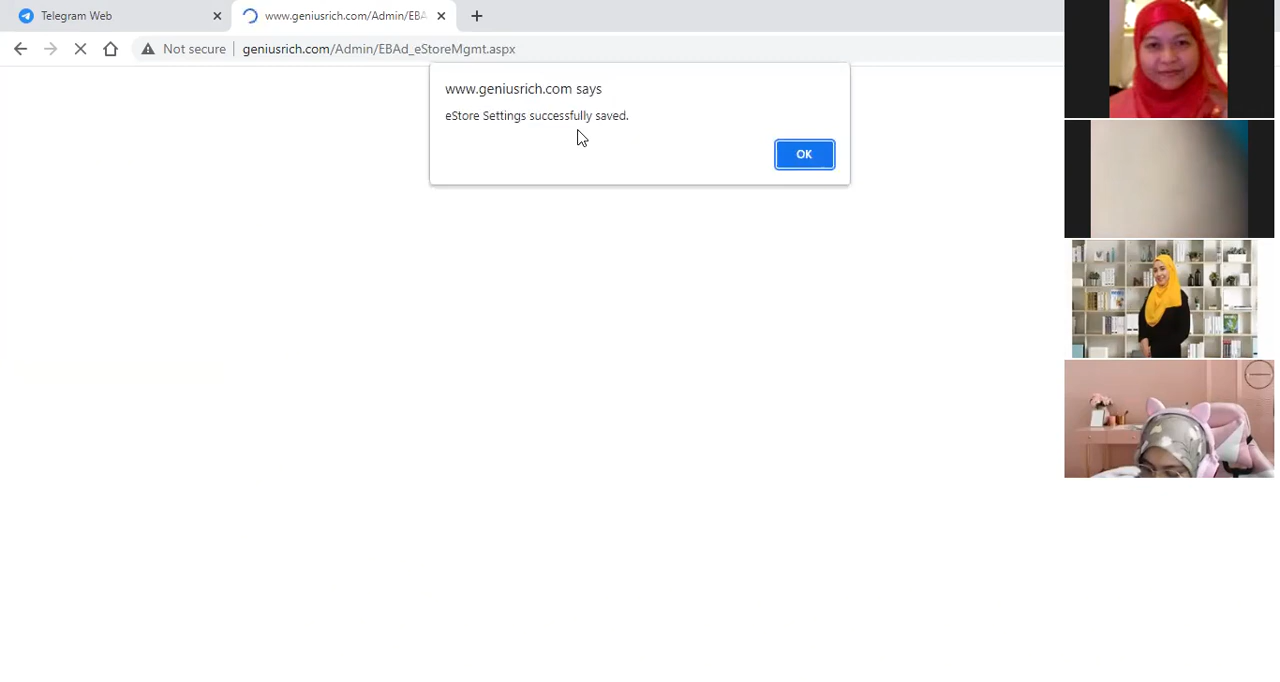 Telegram Web
www.geniusrich.com/Admin/EBA
Not secure
geniusrich.com/Admin/EBAd_eStoreMgmt.aspx
www.geniusrich.com says
eStore Settings successfully saved.
OK